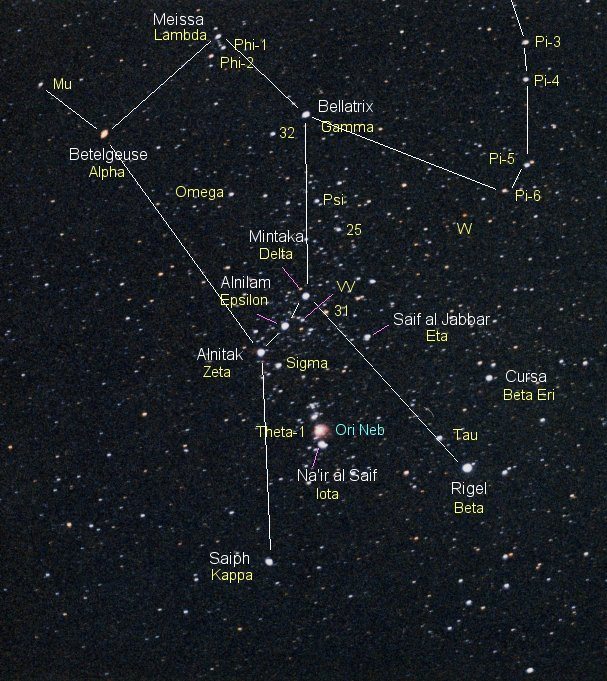 Meissa
Lambda
Phi-1
Phi-2
Pi-3
Pi-4
Mu
Bellatrix
Gamma
32
Betelgeuse
Alpha
Pi-5
Pi-6
Omega
Psi
25
W
Mintaka
Delta
Alnilam
Epsilon
VV
31
Saif al Jabbar
Eta
Alnitak
Zeta
Sigma
Cursa
Beta Eri
Theta-1
Ori Neb
Tau
Na'ir al Saif
Iota
Rigel
Beta
Saiph
Kappa